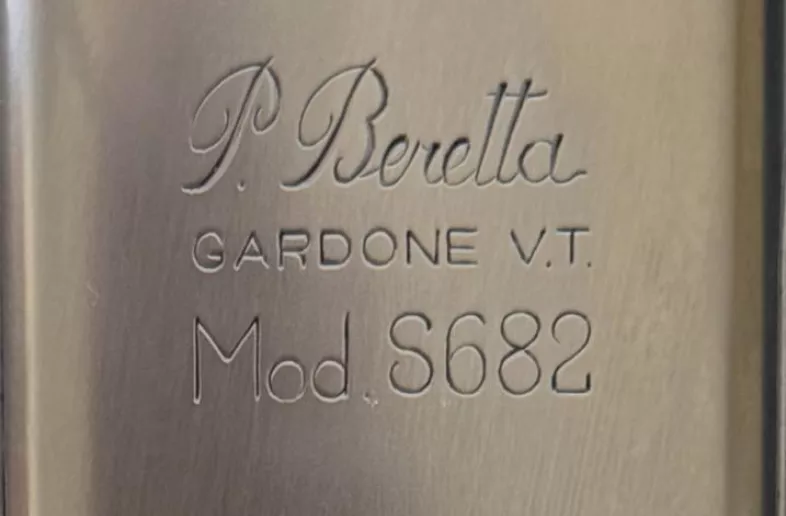 P. Beretta
GARDONE V.T.
Mod. S682